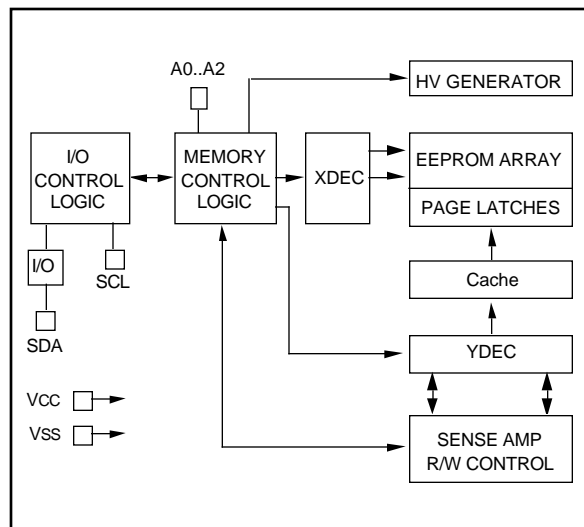 A0..A2
HV GENERATOR
I/O
CONTROL
LOGIC
MEMORY
CONTROL
LOGIC
XDEC
EEPROM ARRAY
PAGE LATCHES
I/O
SCL
SDA
Cache
YDEC
VCC
VSS
SENSE AMP
R/W CONTROL